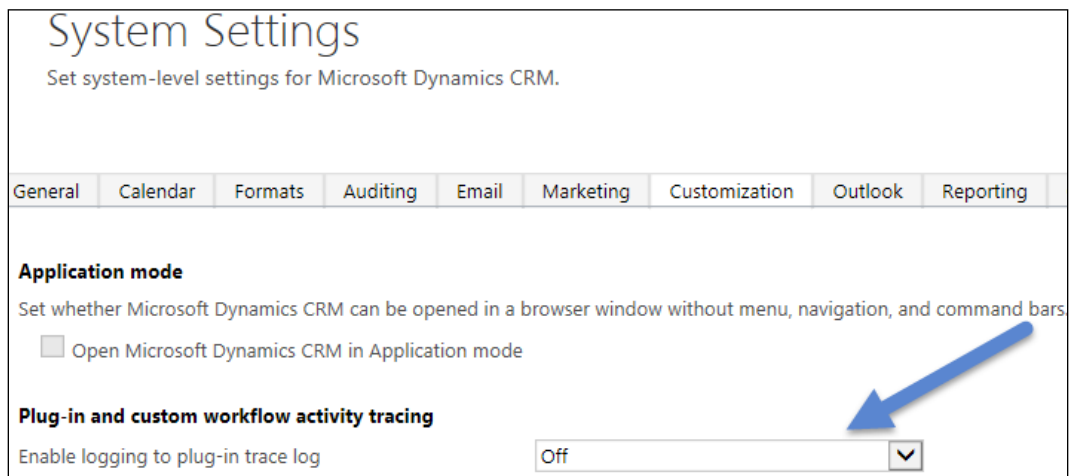 System Settings
Set system-level settings for Microsoft Dynamics CRM.
General Calendar Formats Auditing Email Marketing Customization Outlook Reporting
Application mode
Set whether Microsoft Dynamics CRM can be opened in a browser window without menu, navigation, and command bars.
Open Microsoft Dynamics CRM in Application mode
Plug-in and custom workflow activity tracing
Enable logging to plug-in trace log Off